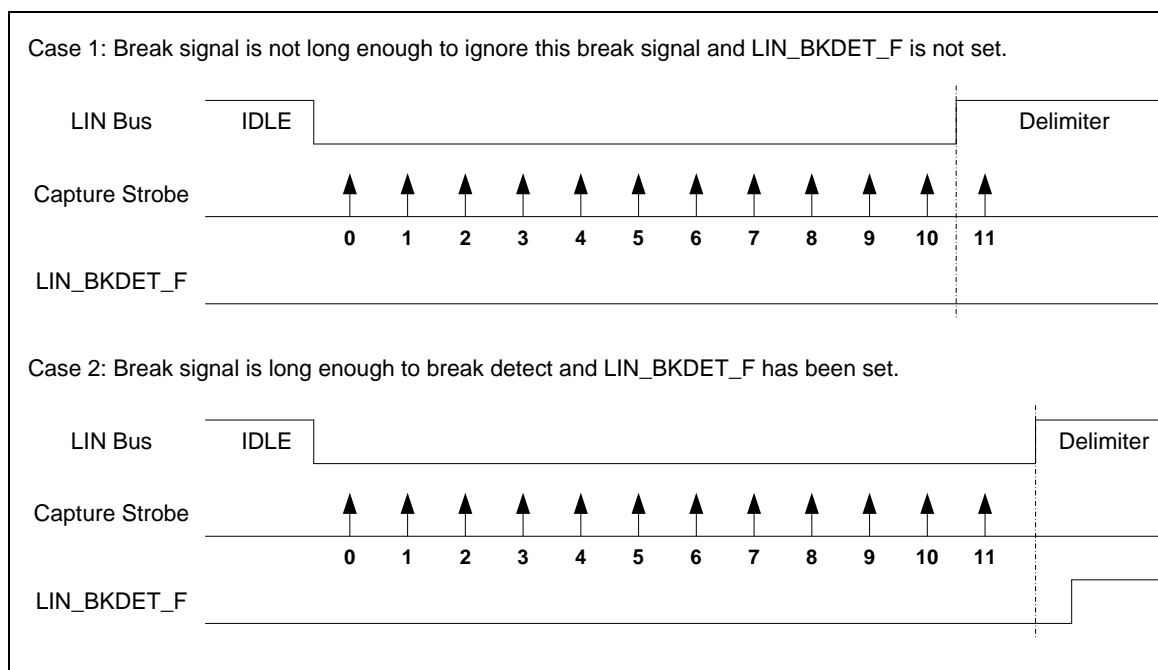 Case 1: Break signal is not long enough to ignore this break signal and LIN_BKDET_F is not set.
LIN Bus IDLE Delimiter
Capture Strobe
0 1 2 3 4 5 6 7 8 9 10 11
LIN_BKDET_F
Case 2: Break signal is long enough to break detect and LIN_BKDET_F has been set.
LIN Bus IDLE Delimiter
Capture Strobe
0 1 2 3 4 5 6 7 8 9 10 11
LIN_BKDET_F